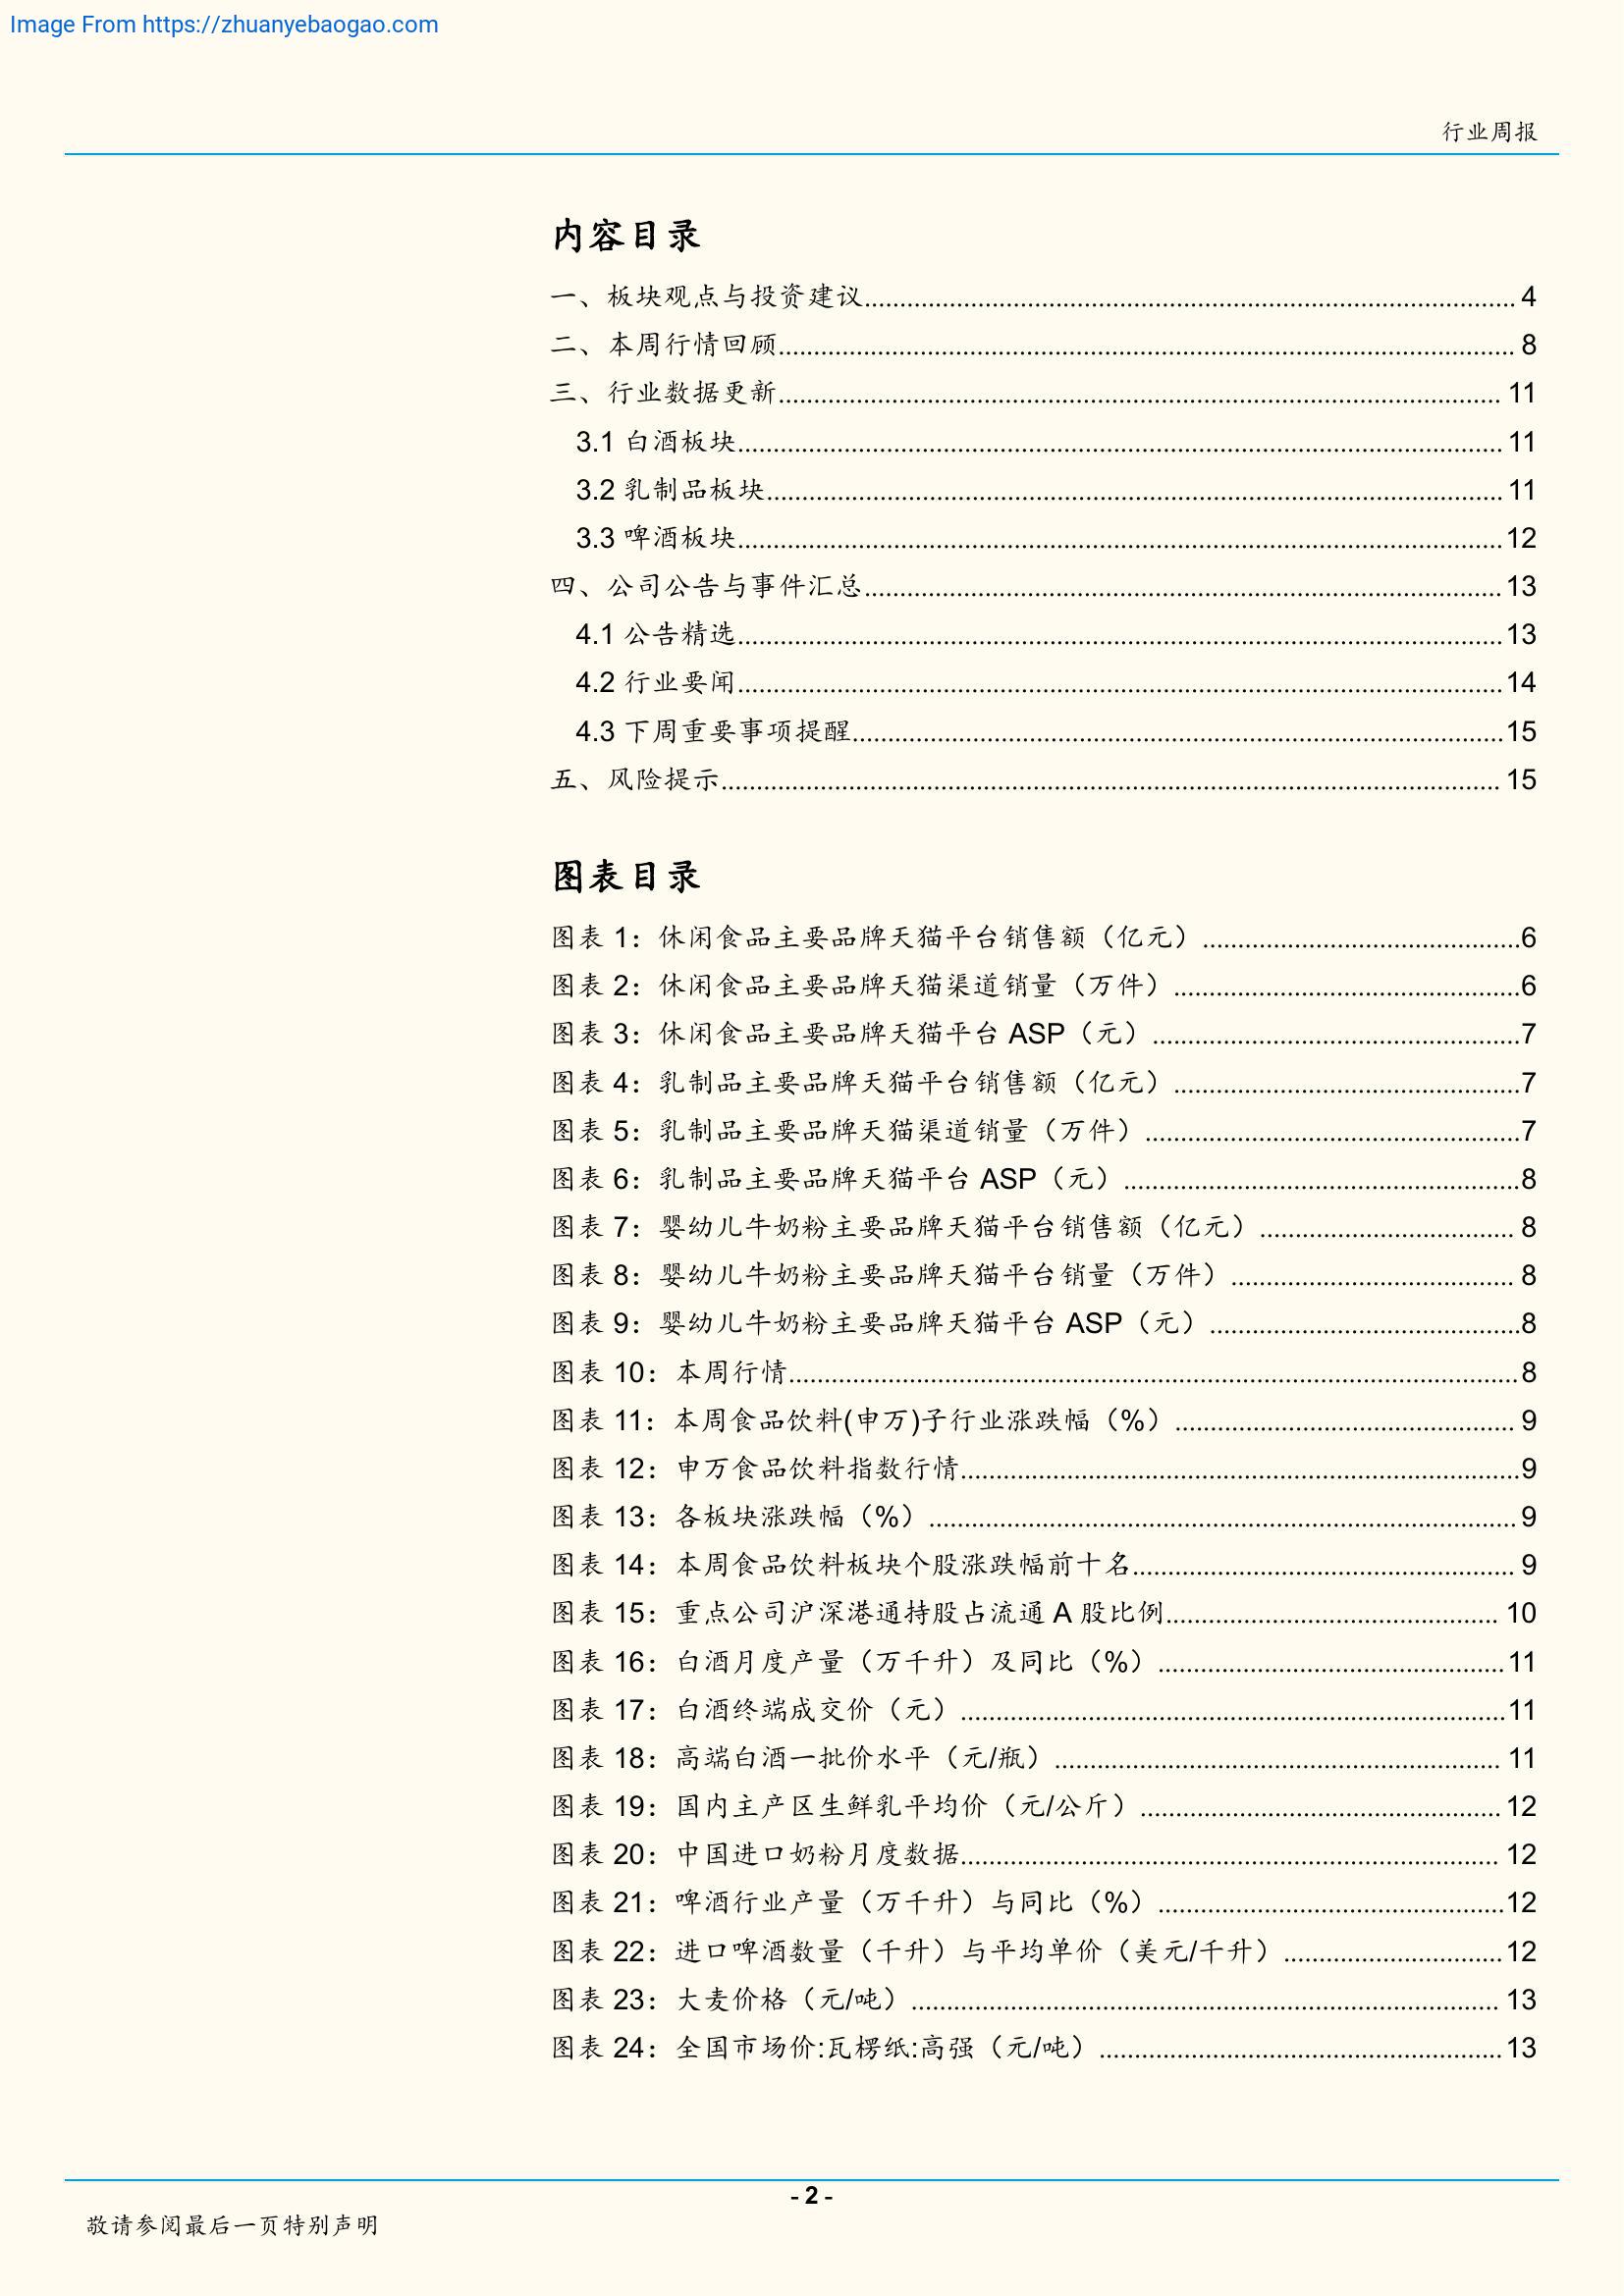 Image From https://zhuanyebaogao.com
行业周报
内容目录
一、板块观点与投资建议........................................ 4
二、本周行情回顾........................................ 8
三、行业数据更新........................................ 11
3.1 白酒板块........................................ 11
3.2 乳制品板块........................................ 11
3.3 啤酒板块........................................ 12
四、公司公告与事件汇总........................................ 13
4.1 公告精选........................................ 13
4.2 行业要闻........................................ 14
4.3 下周重要事项提醒........................................ 15
五、风险提示........................................ 15
图表目录
图表 1：休闲食品主要品牌天猫平台销售额（亿元）........................................ 6
图表 2：休闲食品主要品牌天猫渠道销量（万件）........................................ 6
图表 3：休闲食品主要品牌天猫平台 ASP（元）........................................ 7
图表 4：乳制品主要品牌天猫平台销售额（亿元）........................................ 7
图表 5：乳制品主要品牌天猫渠道销量（万件）........................................ 7
图表 6：乳制品主要品牌天猫平台 ASP（元）........................................ 8
图表 7：婴幼儿牛奶粉主要品牌天猫平台销售额（亿元）........................................ 8
图表 8：婴幼儿牛奶粉主要品牌天猫平台销量（万件）........................................ 8
图表 9：婴幼儿牛奶粉主要品牌天猫平台 ASP（元）........................................ 8
图表 10：本周行情........................................ 8
图表 11：本周食品饮料(申万)子行业涨跌幅（%）........................................ 9
图表 12：申万食品饮料指数行情........................................ 9
图表 13：各板块涨跌幅（%）........................................ 9
图表 14：本周食品饮料板块个股涨跌幅前十名........................................ 9
图表 15：重点公司沪深港通持股占流通 A 股比例........................................ 10
图表 16：白酒月度产量（万千升）及同比（%）........................................ 11
图表 17：白酒终端成交价（元）........................................ 11
图表 18：高端白酒一批价水平（元/瓶）........................................ 11
图表 19：国内主产区生鲜乳平均价（元/公斤）........................................ 12
图表 20：中国进口奶粉月度数据........................................ 12
图表 21：啤酒行业产量（万千升）与同比（%）........................................ 12
图表 22：进口啤酒数量（千升）与平均单价（美元/千升）........................................ 12
图表 23：大麦价格（元/吨）........................................ 13
图表 24：全国市场价:瓦楞纸:高强（元/吨）........................................ 13
- 2 -
敬请参阅最后一页特别声明